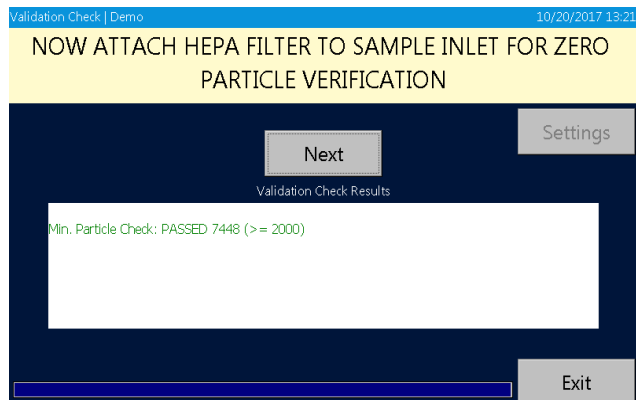 Validation Check | Demo 10/20/2017 13:21
NOW ATTACH HEPA FILTER TO SAMPLE INLET FOR ZERO
PARTICLE VERIFICATION
Settings
Next
Validation Check Results
Min. Particle Check: PASSED 7448 (>= 2000)
Exit